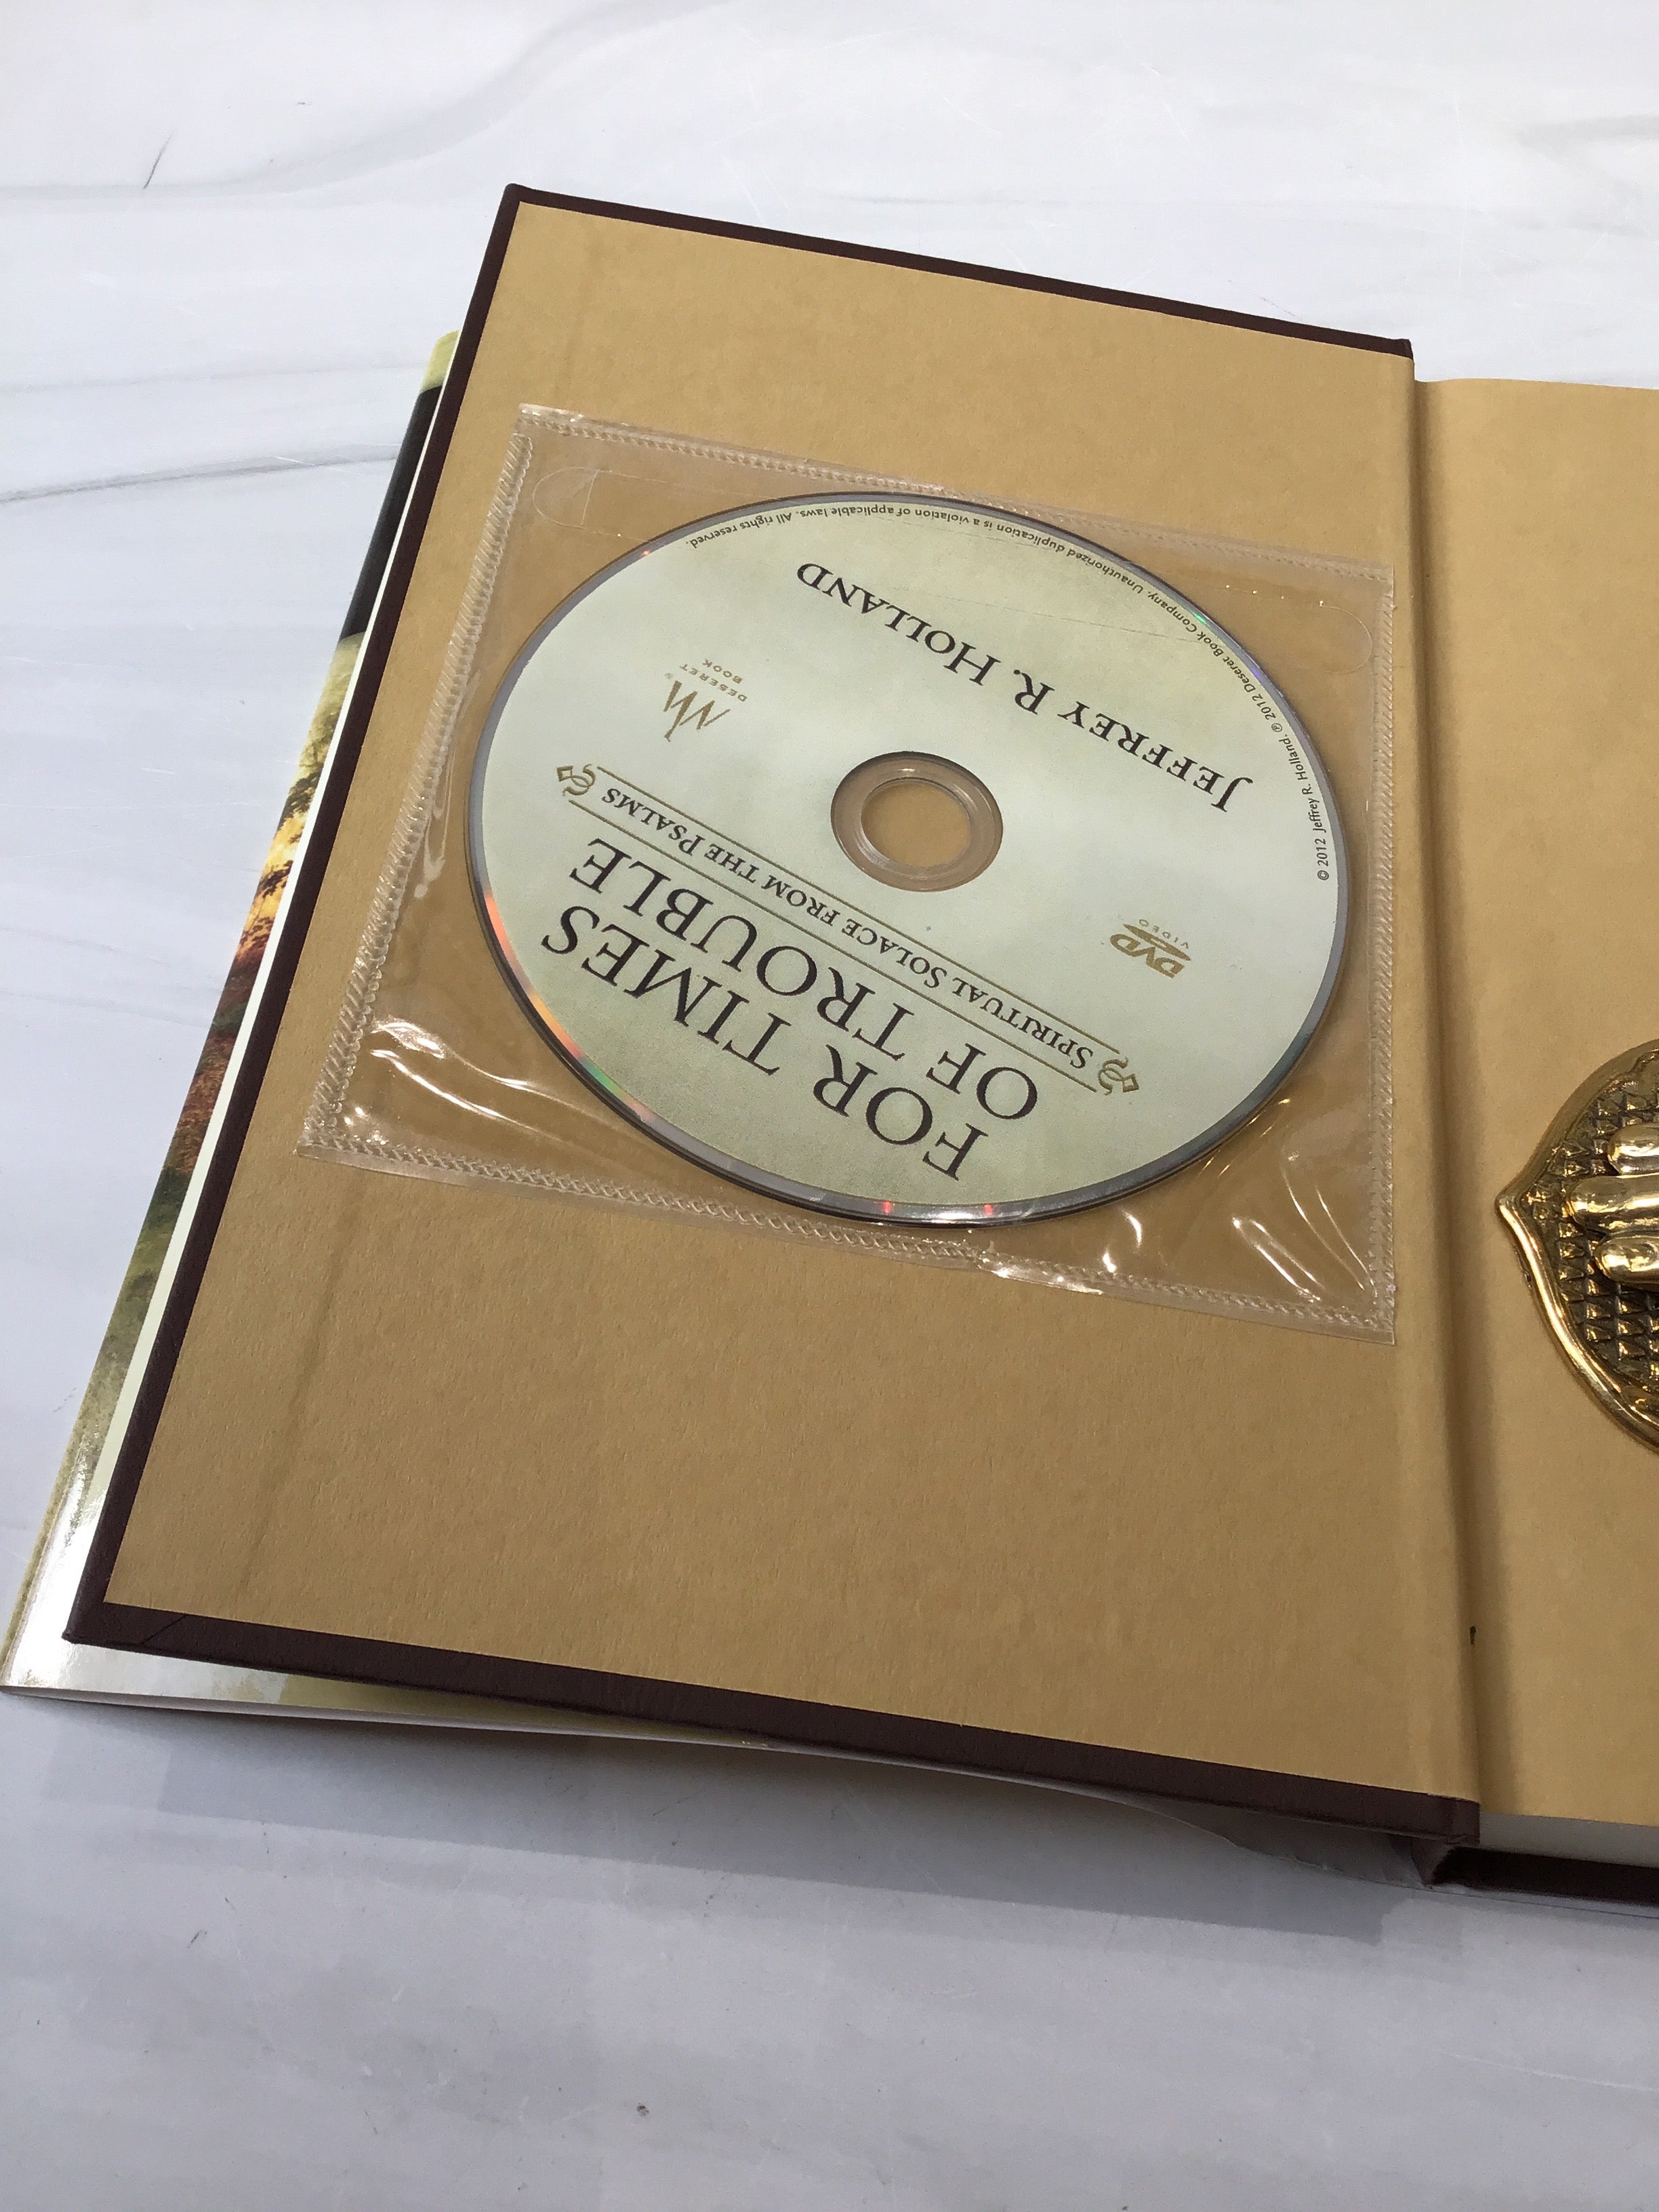 FOR TIMES
OF TROUBLE
SPIRITUAL SOLACE FROM THE PSALMS
DVD
VIDEO
DESERET
BOOK
JEFFREY R. HOLLAND
© 2012 Jeffrey R. Holland. ℗ 2012 Deseret Book Company. Unauthorized duplication is a violation of applicable laws. All rights reserved.